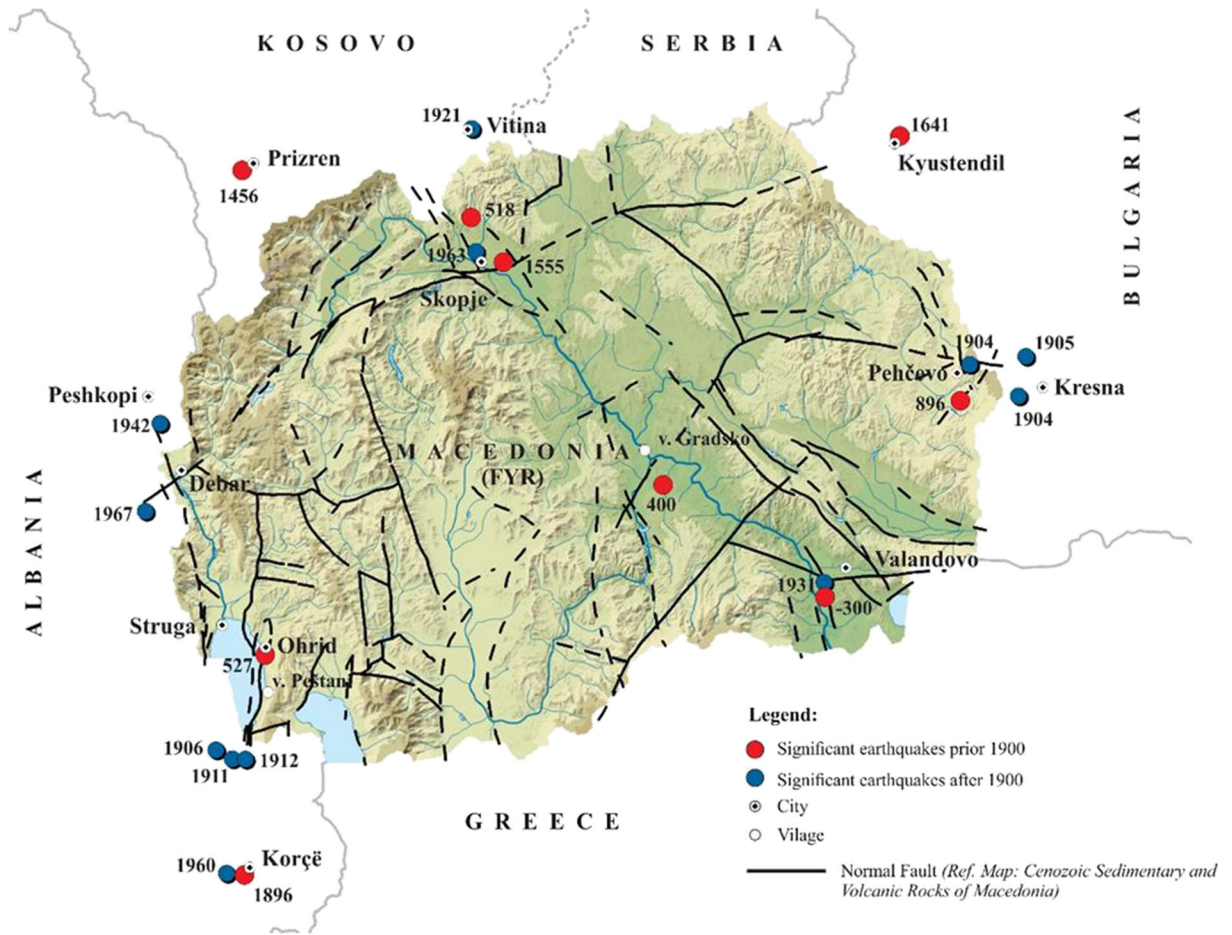 KOSOVO
SERBIA
BULGARIA
ALBANIA
GREECE
MACEDONIA
(FYR)
1921
Vitina
1641
Kyustendil
Prizren
1456
518
1963
1555
Skopje
1904
1905
Pehčovo
Kresna
896
1904
Peshkopi
1942
Debar
1967
v. Gradsko
400
Valandovo
1931
-300
Struga
Ohrid
527
v. Peštani
1906
1911
1912
1960
Korçë
1896
Legend:
Significant earthquakes prior 1900
Significant earthquakes after 1900
City
Vilage
Normal Fault (Ref. Map: Cenozoic Sedimentary and
Volcanic Rocks of Macedonia)